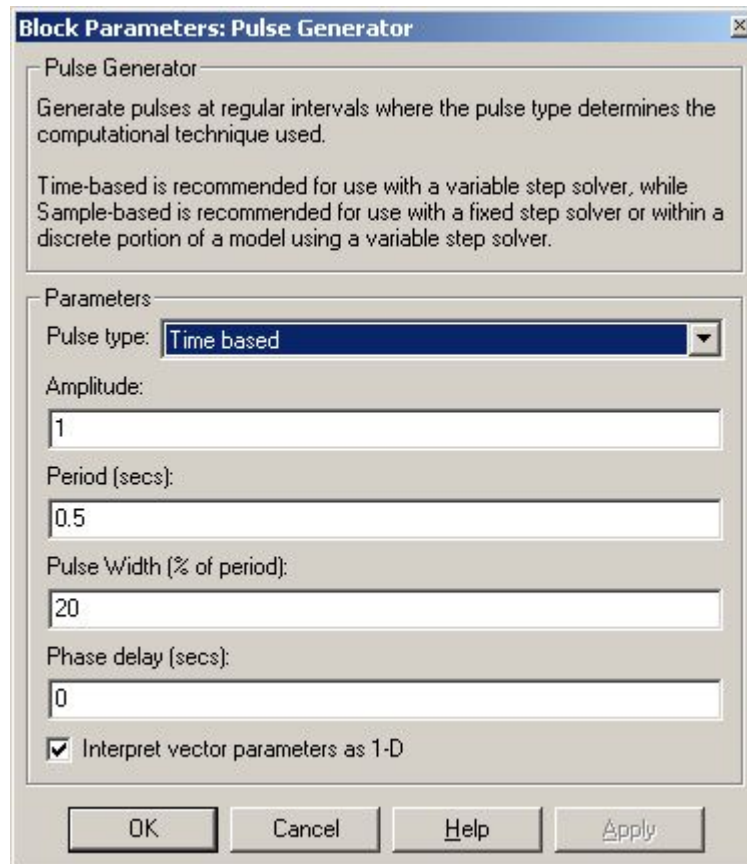 Block Parameters: Pulse Generator
Pulse Generator
Generate pulses at regular intervals where the pulse type determines the
computational technique used.
Time-based is recommended for use with a variable step solver, while
Sample-based is recommended for use with a fixed step solver or within a
discrete portion of a model using a variable step solver.
Parameters
Pulse type: Time based
Amplitude:
1
Period (secs):
0.5
Pulse Width (% of period):
20
Phase delay (secs):
0
Interpret vector parameters as 1-D
OK Cancel Help Apply